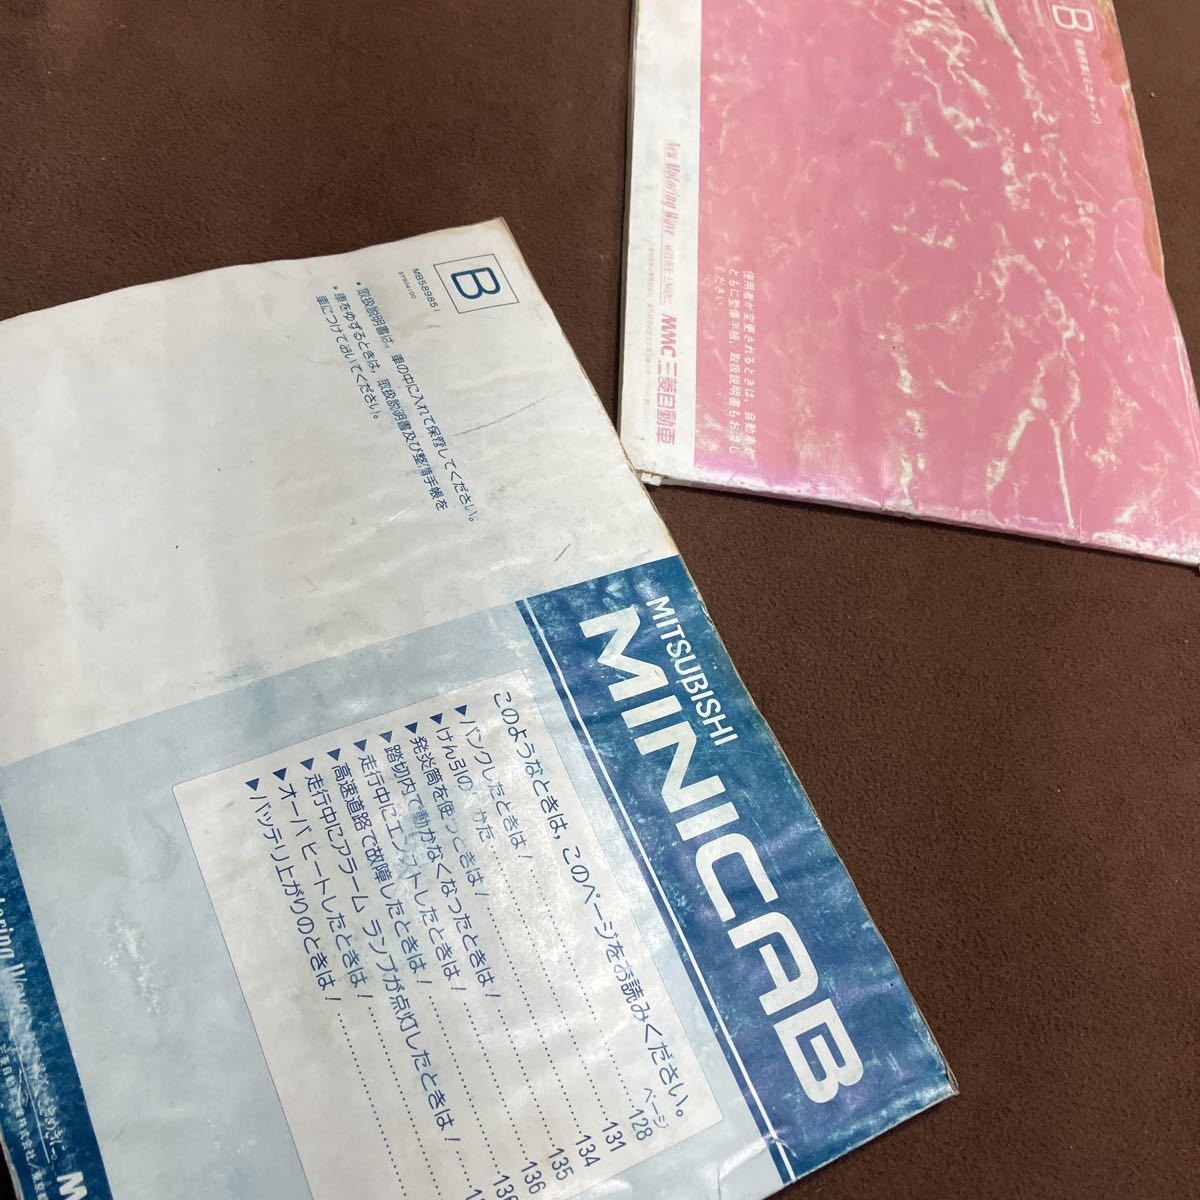 B
MB589851
SY904100
• 取扱説明書は，車の中に入れて保管してください。
• 車をゆずるときは，取扱説明書及び整備手帳を
車につけておいてください。
MITSUBISHI
MINICAB
このようなときは，このページをお読みください。
ページ
▶パンクしたときは！ 128
▶けん引の かた 131
▶発炎筒を使うときは！ 134
▶踏切内で動かなくなったときは！ 135
▶走行中にエンストしたときは！ 136
▶高速道路で故障したときは！ 136
▶走行中にアラーム ランプが点灯したときは！
▶オーバヒートしたときは！
▶バッテリ上がりのときは！
B
使用者が変更されるときは，自動車と
ともに整備手帳，取扱説明書もお渡し
ください
New Motoring Wave
MMC 三菱自動車